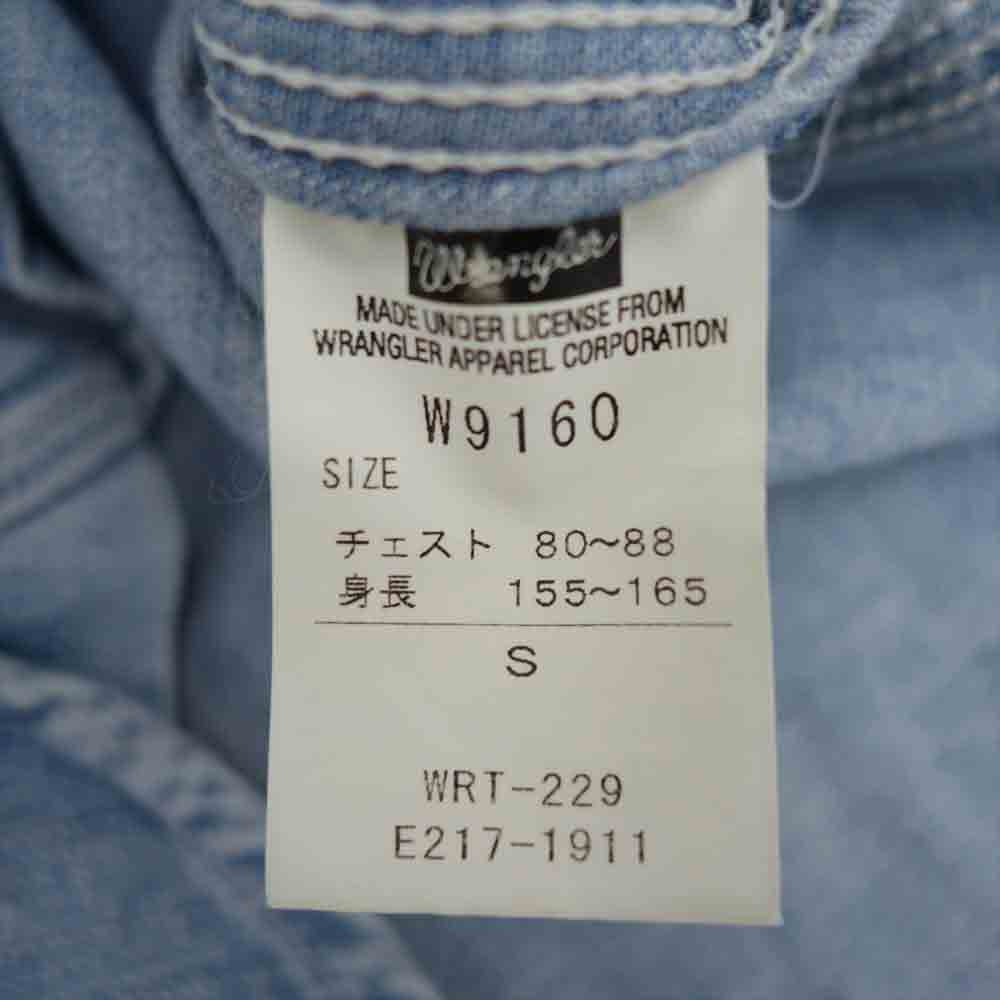 Wrangler
MADE UNDER LICENSE FROM
WRANGLER APPAREL CORPORATION
W9160
SIZE
チェスト 80~88
身長 155~165
S
WRT-229
E217-1911